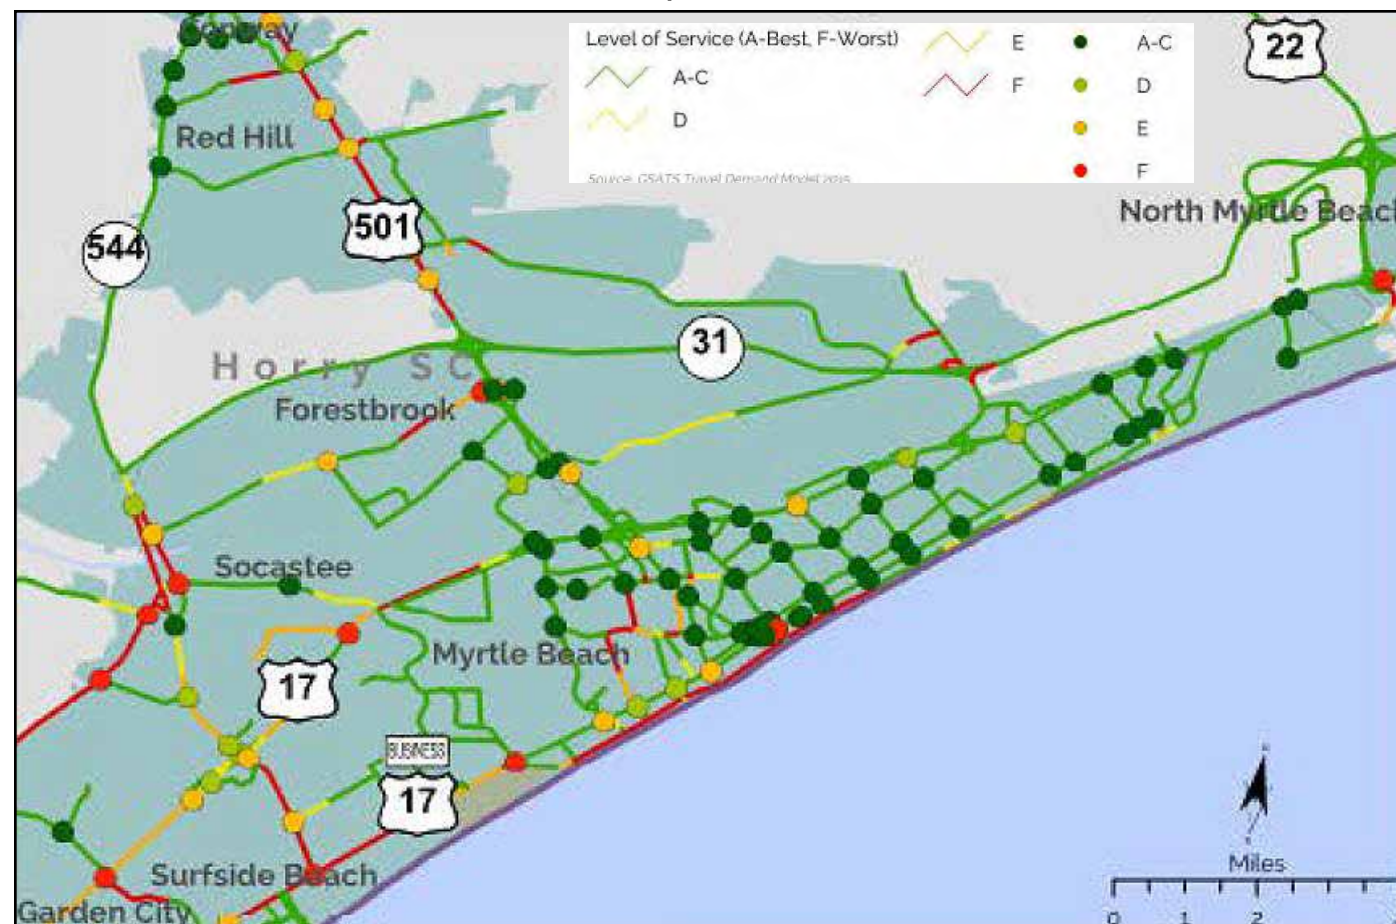 Conway
Level of Service (A-Best, F-Worst)
A-C
D
E
F
A-C
D
E
F
Source: GSATS Travel Demand Model
22
Red Hill
544
501
North Myrtle Beach
31
Horry SC
Forestbrook
Socastee
Myrtle Beach
17
BUSINESS
17
Surfside Beach
Garden City
Miles
0 1 2